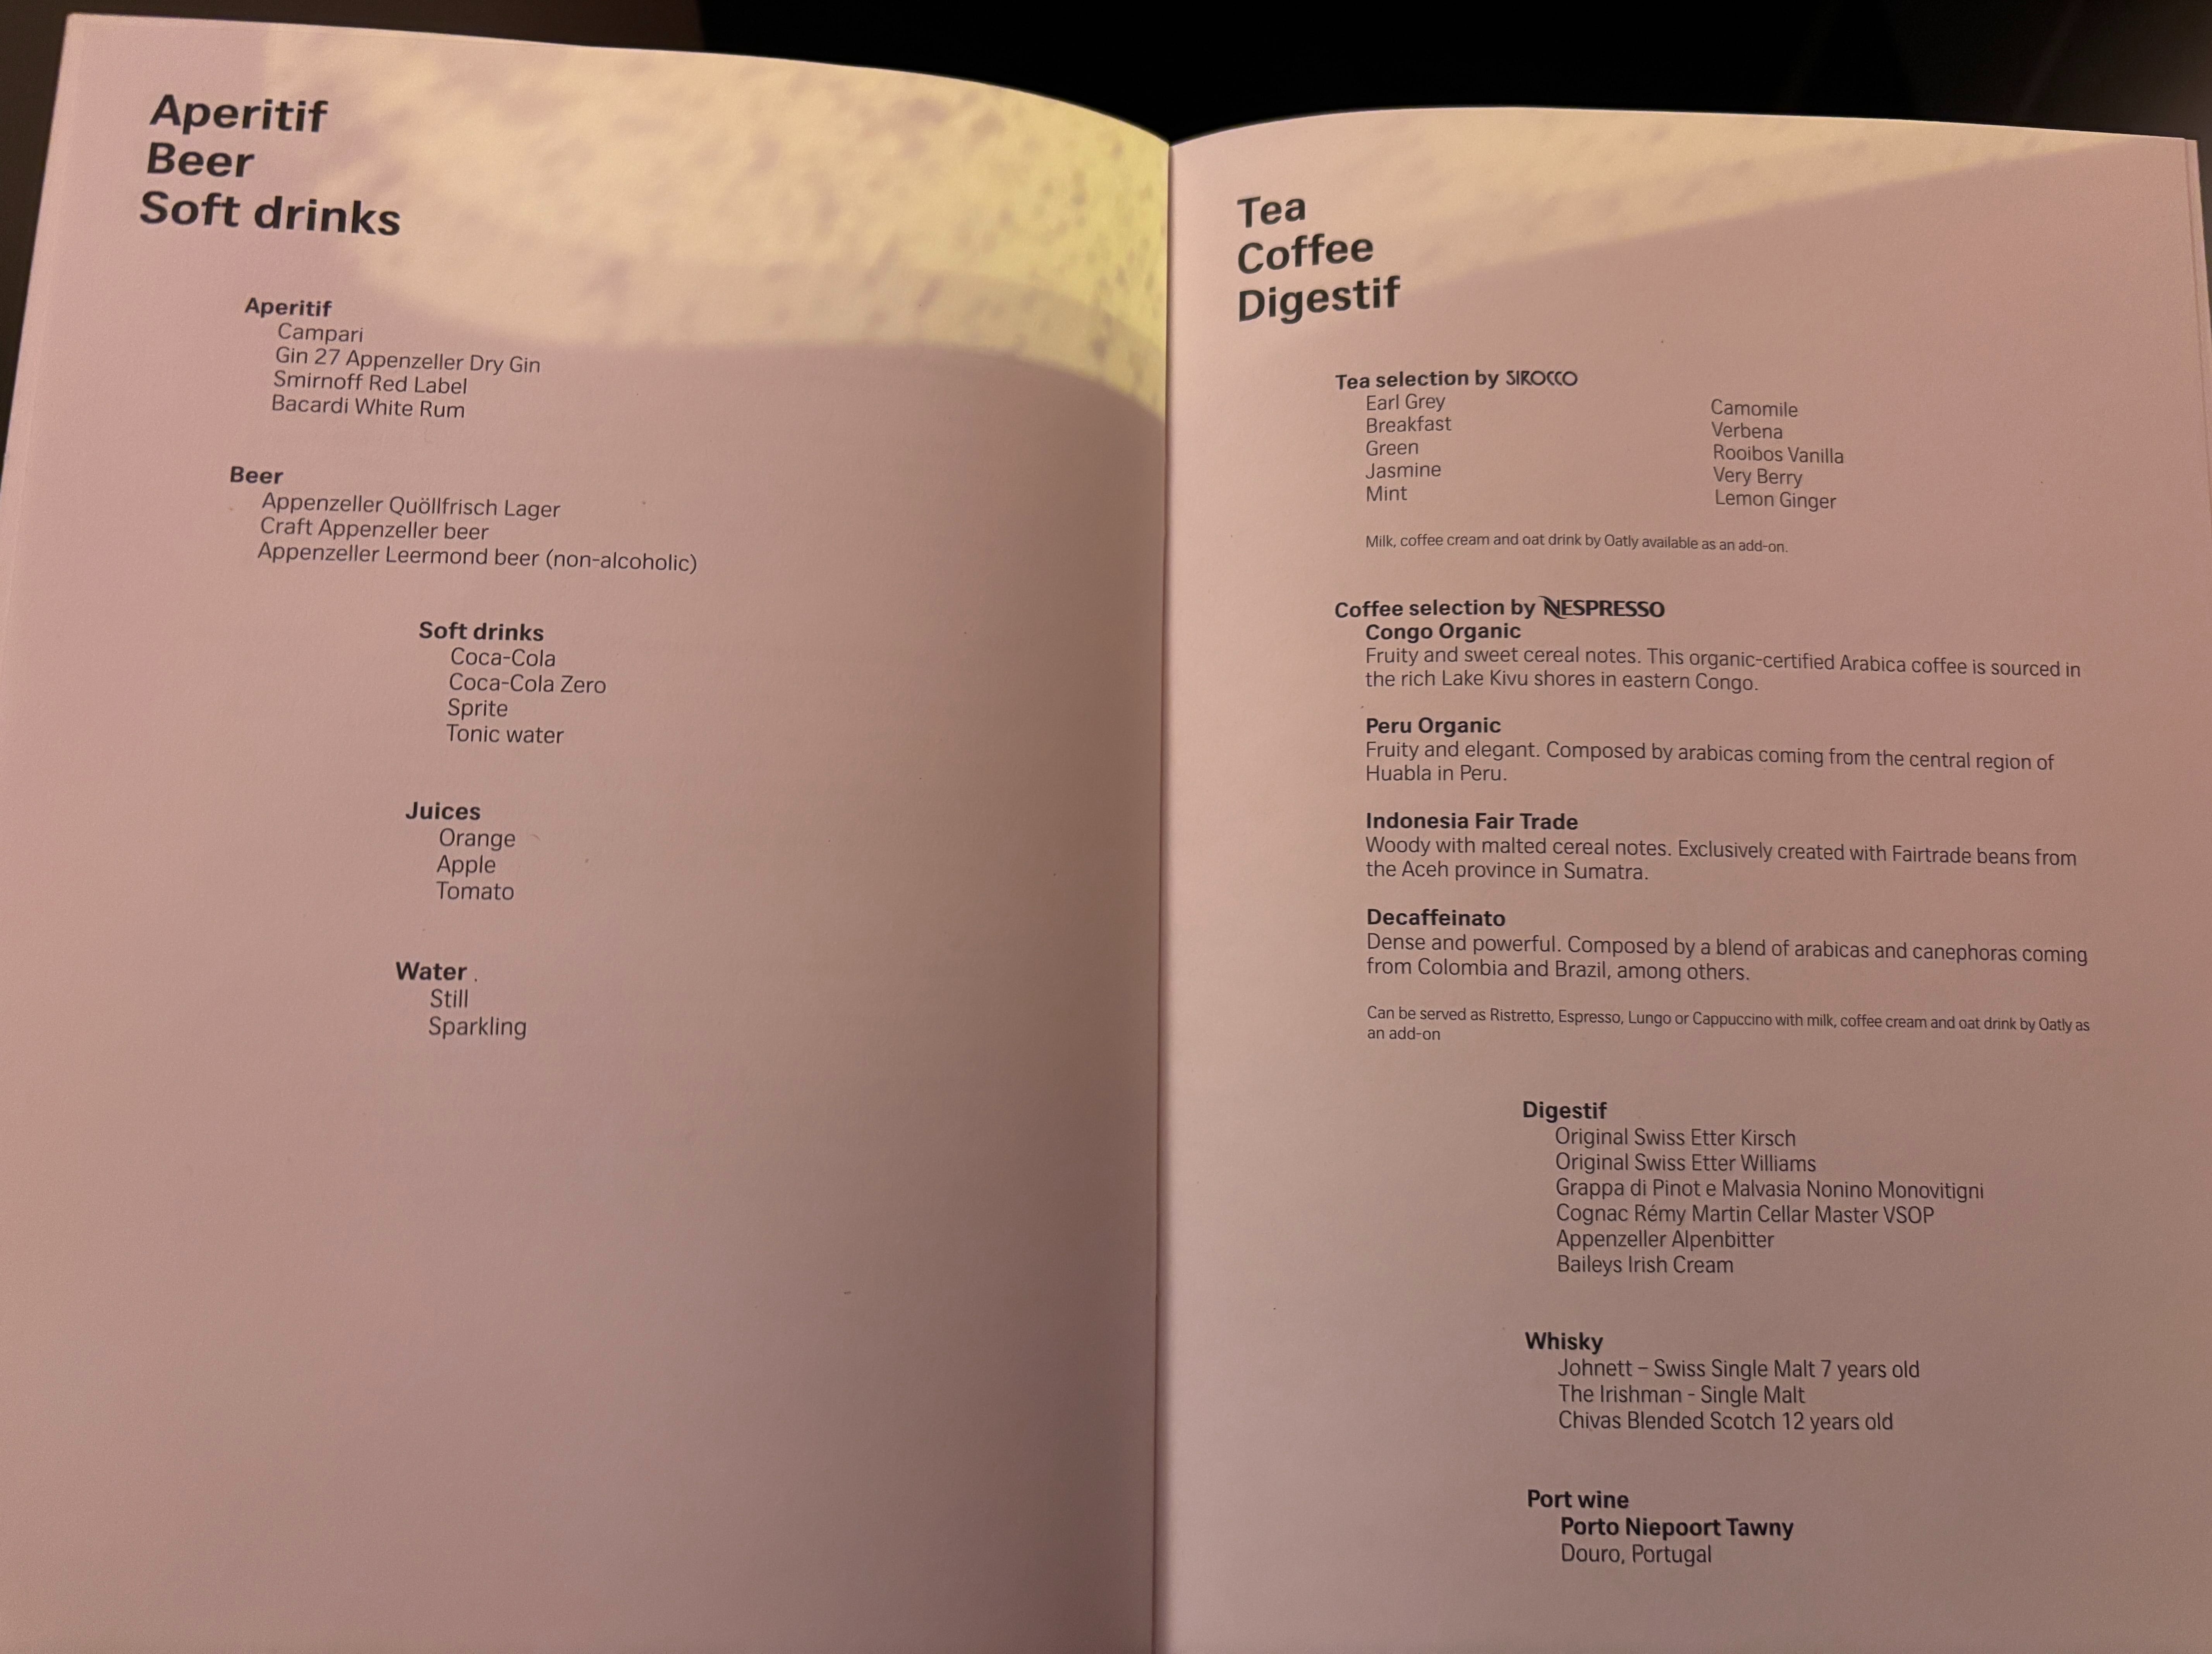 Aperitif
Beer
Soft drinks
Aperitif
Campari
Gin 27 Appenzeller Dry Gin
Smirnoff Red Label
Bacardi White Rum
Beer
Appenzeller Quöllfrisch Lager
Craft Appenzeller beer
Appenzeller Leermond beer (non-alcoholic)
Soft drinks
Coca-Cola
Coca-Cola Zero
Sprite
Tonic water
Juices
Orange
Apple
Tomato
Water
Still
Sparkling
Tea
Coffee
Digestif
Tea selection by SIROCCO
Earl Grey
Breakfast
Green
Jasmine
Mint
Camomile
Verbena
Rooibos Vanilla
Very Berry
Lemon Ginger
Milk, coffee cream and oat drink by Oatly available as an add-on.
Coffee selection by NESPRESSO
Congo Organic
Fruity and sweet cereal notes. This organic-certified Arabica coffee is sourced in
the rich Lake Kivu shores in eastern Congo.
Peru Organic
Fruity and elegant. Composed by arabicas coming from the central region of
Huabla in Peru.
Indonesia Fair Trade
Woody with malted cereal notes. Exclusively created with Fairtrade beans from
the Aceh province in Sumatra.
Decaffeinato
Dense and powerful. Composed by a blend of arabicas and canephoras coming
from Colombia and Brazil, among others.
Can be served as Ristretto, Espresso, Lungo or Cappuccino with milk, coffee cream and oat drink by Oatly as
an add-on
Digestif
Original Swiss Etter Kirsch
Original Swiss Etter Williams
Grappa di Pinot e Malvasia Nonino Monovitigni
Cognac Rémy Martin Cellar Master VSOP
Appenzeller Alpenbitter
Baileys Irish Cream
Whisky
Johnett – Swiss Single Malt 7 years old
The Irishman - Single Malt
Chivas Blended Scotch 12 years old
Port wine
Porto Niepoort Tawny
Douro, Portugal